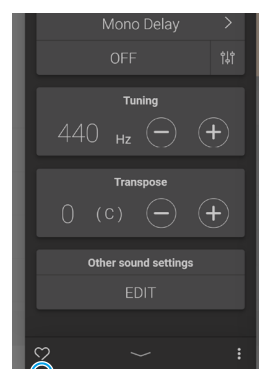 Mono Delay
OFF
Tuning
440 Hz
Transpose
0 (C)
Other sound settings
EDIT